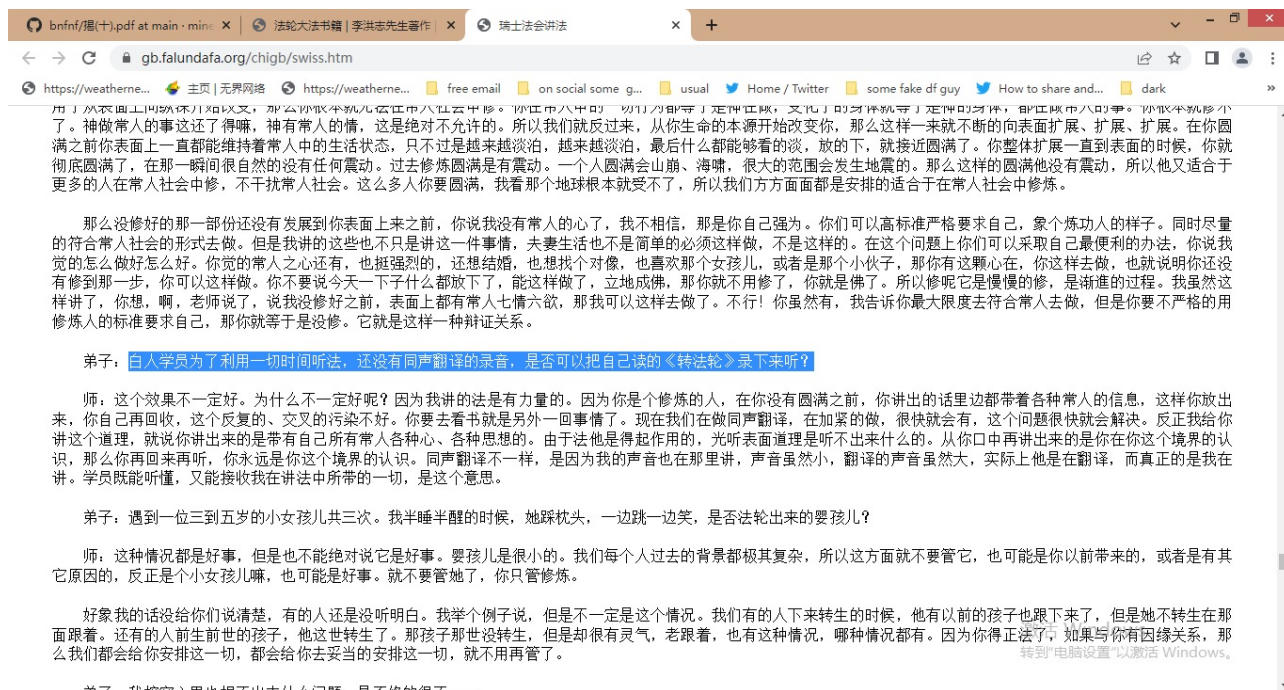 bnfnf/揭(十).pdf at main · mine
法轮大法书籍 | 李洪志先生著作 |
瑞士法会讲法
gb.falundafa.org/chigb/swiss.htm
https://weatherne...
主页 | 无界网络
https://weatherne...
free email
on social some g...
usual
Home / Twitter
some fake df guy
How to share and...
dark
了。神做常人的事这还了得嘛，神有常人的情，这是绝对不允许的。所以我们就反过来，从你生命的本源开始改变你，那么这样一来就不断的向表面扩展、扩展、扩展。在你圆
满之前你表面上一直都能维持着常人中的生活状态，只不过是越来越淡泊，越来越淡泊，最后什么都能够看的淡，放的下，就接近圆满了。你整体扩展一直到表面的时候，你就
彻底圆满了，在那一瞬间很自然的没有任何震动。过去修炼圆满是有震动。一个人圆满会山崩、海啸，很大的范围会发生地震的。那么这样的圆满他没有震动，所以他又适合于
更多的人在常人社会中修，不干扰常人社会。这么多人你要圆满，我看那个地球根本就受不了，所以我们方方面面都是安排的适合于在常人社会中修炼。
那么没修好的那一部份还没有发展到你表面上来之前，你说我没有常人的心了，我不相信，那是你自己强为。你们可以高标准严格要求自己，象个炼功人的样子。同时尽量
的符合常人社会的形式去做。但是我讲的这些也不只是讲这一件事情，夫妻生活也不是简单的必须这样做，不是这样的。在这个问题上你们可以采取自己最便利的办法，你说我
觉的怎么做好怎么好。你觉的常人之心还有，也挺强烈的，还想结婚，也想找个对像，也喜欢那个女孩儿，或者是那个小伙子，那你有这颗心在，你这样去做，也就说明你还没
有修到那一步，你可以这样做。你不要说今天一下子什么都放下了，能这样做了，立地成佛，那你就不用修了，你就是佛了。所以修呢它是慢慢的修，是渐进的过程。我虽然这
样讲了，你想，啊，老师说了，说我没修好之前，表面上都有常人七情六欲，那我可以这样去做了。不行！你虽然有，我告诉你最大限度去符合常人去做，但是你要不严格的用
修炼人的标准要求自己，那你就等于是没修。它就是这样一种辩证关系。
弟子：白人学员为了利用一切时间听法，还没有同声翻译的录音，是否可以把自己读的《转法轮》录下来听？
师：这个效果不一定好。为什么不一定好呢？因为我讲的法是有力量的。因为你是个修炼的人，在你没有圆满之前，你讲出的话里边都带着各种常人的信息，这样你放出
来，你自己再回收，这个反复的、交叉的污染不好。你要去看书就是另外一回事情了。现在我们在做同声翻译，在加紧的做，很快就会有，这个问题很快就会解决。反正我给你
讲这个道理，就说你讲出来的是带有自己所有常人各种心、各种思想的。由于法他是得起作用的，光听表面道理是听不出来什么的。从你口中再讲出来的是你在你这个境界的认
识，那么你再回来再听，你永远是你这个境界的认识。同声翻译不一样，是因为我的声音也在那里讲，声音虽然小，翻译的声音虽然大，实际上他是在翻译，而真正的是我在
讲。学员既能听懂，又能接收我在讲法中所带的一切，是这个意思。
弟子：遇到一位三到五岁的小女孩儿共三次。我半睡半醒的时候，她踩枕头，一边跳一边笑，是否法轮出来的婴孩儿？
师：这种情况都是好事，但是也不能绝对说它是好事。婴孩儿是很小的。我们每个人过去的背景都极其复杂，所以这方面就不要管它，也可能是你以前带来的，或者是有其
它原因的，反正是个小女孩儿嘛，也可能是好事。就不要管她了，你只管修炼。
好象我的话没给你们说清楚，有的人还是没听明白。我举个例子说，但是不一定是这个情况。我们有的人下来转生的时候，他有以前的孩子也跟下来了，但是她不转生在那
面跟着。还有的人前生前世的孩子，他这世转生了。那孩子那世没转生，但是却很有灵气，老跟着，也有这种情况，哪种情况都有。因为你得正法了，如果与你有因缘关系，那
么我们都会给你安排这一切，都会给你去妥当的安排这一切，就不用再管了。
激活 Windows
转到"电脑设置"以激活 Windows。